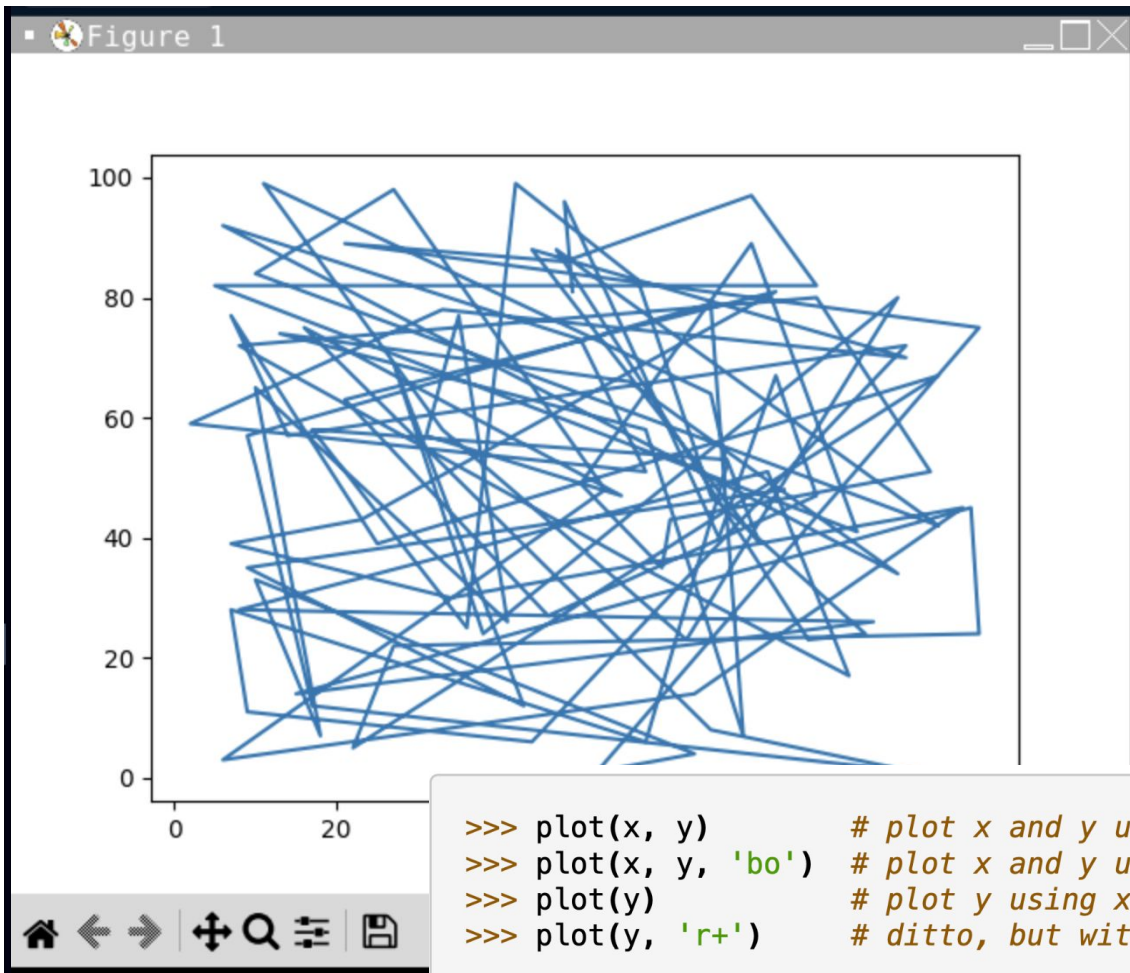 Figure 1
100
80
60
40
20
0
0 20
>>> plot(x, y) # plot x and y u
>>> plot(x, y, 'bo') # plot x and y u
>>> plot(y) # plot y using x
>>> plot(y, 'r+') # ditto, but wit